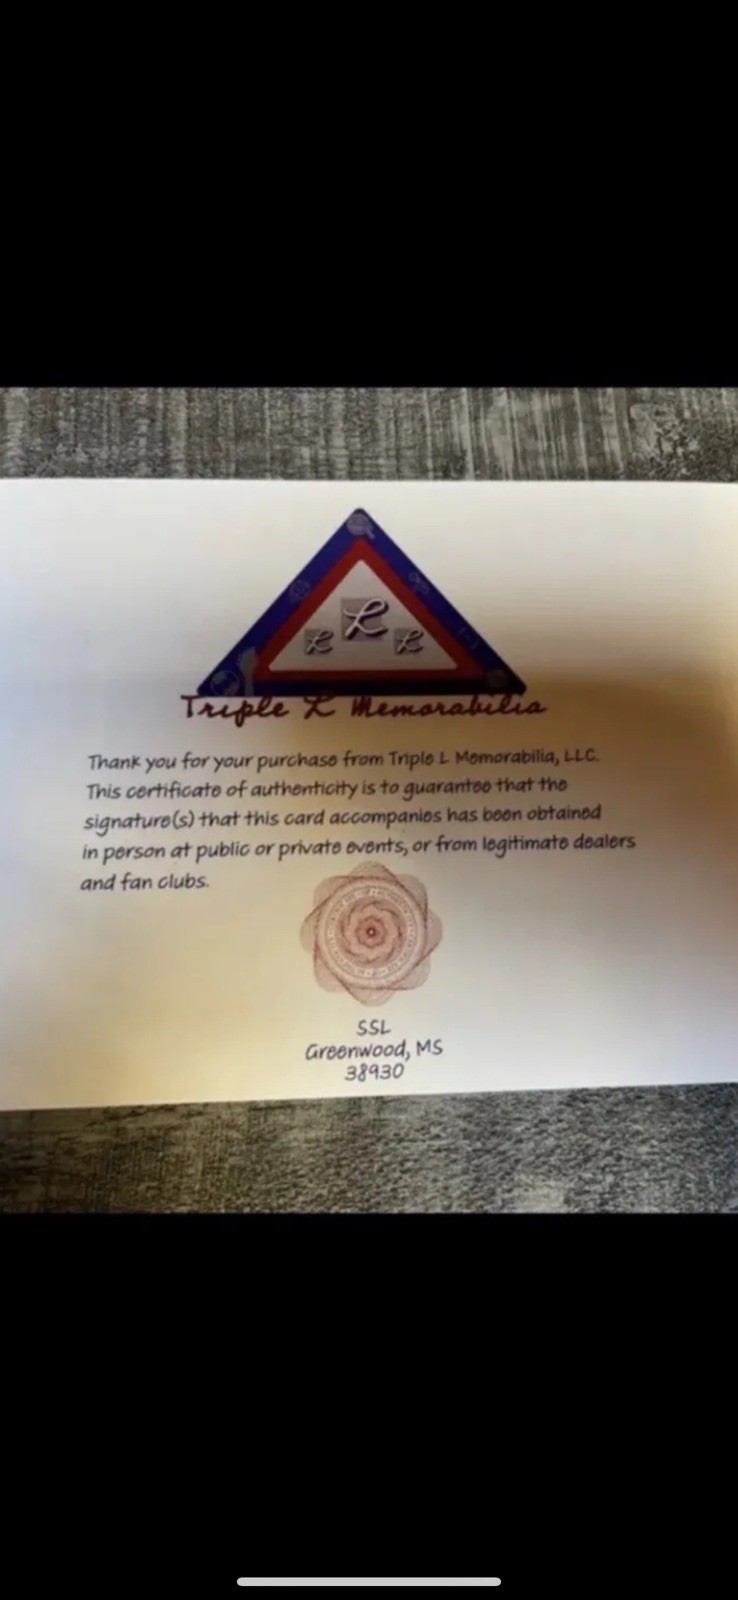 L L L
Triple L Memorabilia
Thank you for your purchase from Triple L Memorabilia, LLC.
This certificate of authenticity is to guarantee that the
signature(s) that this card accompanies has been obtained
in person at public or private events, or from legitimate dealers
and fan clubs.
SSL
Greenwood, MS
38930